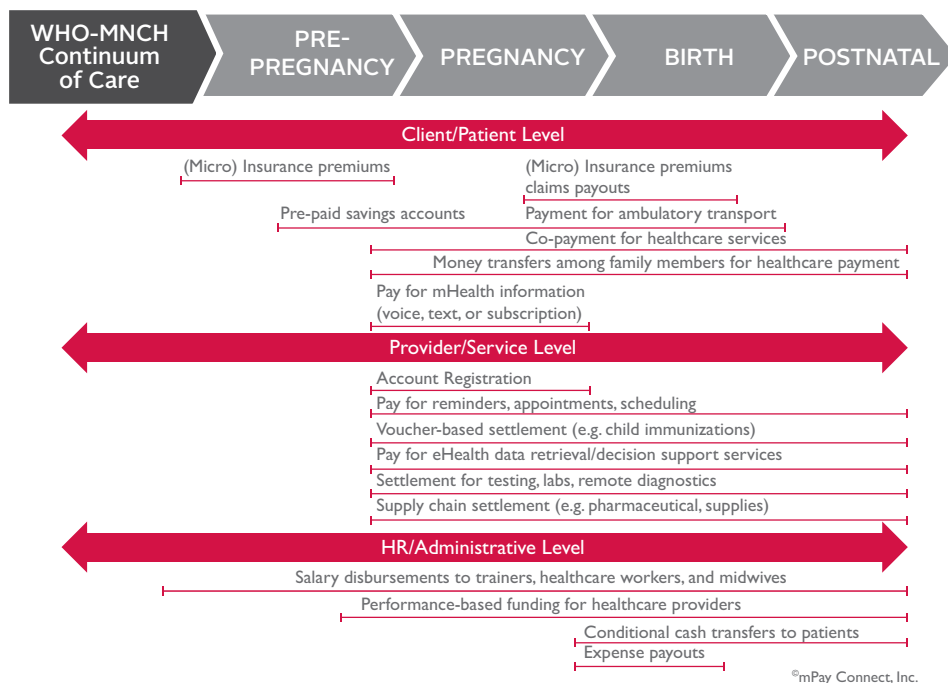 WHO-MNCH
Continuum
of Care
PRE-
PREGNANCY
PREGNANCY
BIRTH
POSTNATAL
Client/Patient Level
(Micro) Insurance premiums
(Micro) Insurance premiums
claims payouts
Pre-paid savings accounts
Payment for ambulatory transport
Co-payment for healthcare services
Money transfers among family members for healthcare payment
Pay for mHealth information
(voice, text, or subscription)
Provider/Service Level
Account Registration
Pay for reminders, appointments, scheduling
Voucher-based settlement (e.g. child immunizations)
Pay for eHealth data retrieval/decision support services
Settlement for testing, labs, remote diagnostics
Supply chain settlement (e.g. pharmaceutical, supplies)
HR/Administrative Level
Salary disbursements to trainers, healthcare workers, and midwives
Performance-based funding for healthcare providers
Conditional cash transfers to patients
Expense payouts
©mPay Connect, Inc.